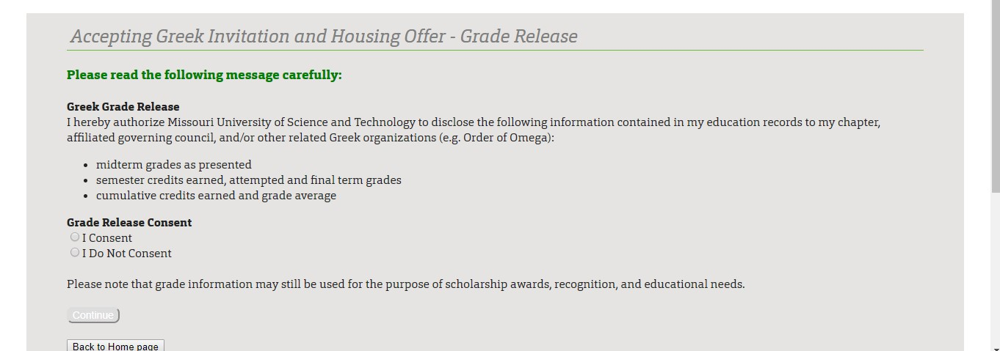 Accepting Greek Invitation and Housing Offer - Grade Release
Please read the following message carefully:
Greek Grade Release
I hereby authorize Missouri University of Science and Technology to disclose the following information contained in my education records to my chapter,
affiliated governing council, and/or other related Greek organizations (e.g. Order of Omega):
• midterm grades as presented
• semester credits earned, attempted and final term grades
• cumulative credits earned and grade average
Grade Release Consent
I Consent
I Do Not Consent
Please note that grade information may still be used for the purpose of scholarship awards, recognition, and educational needs.
Continue
Back to Home page